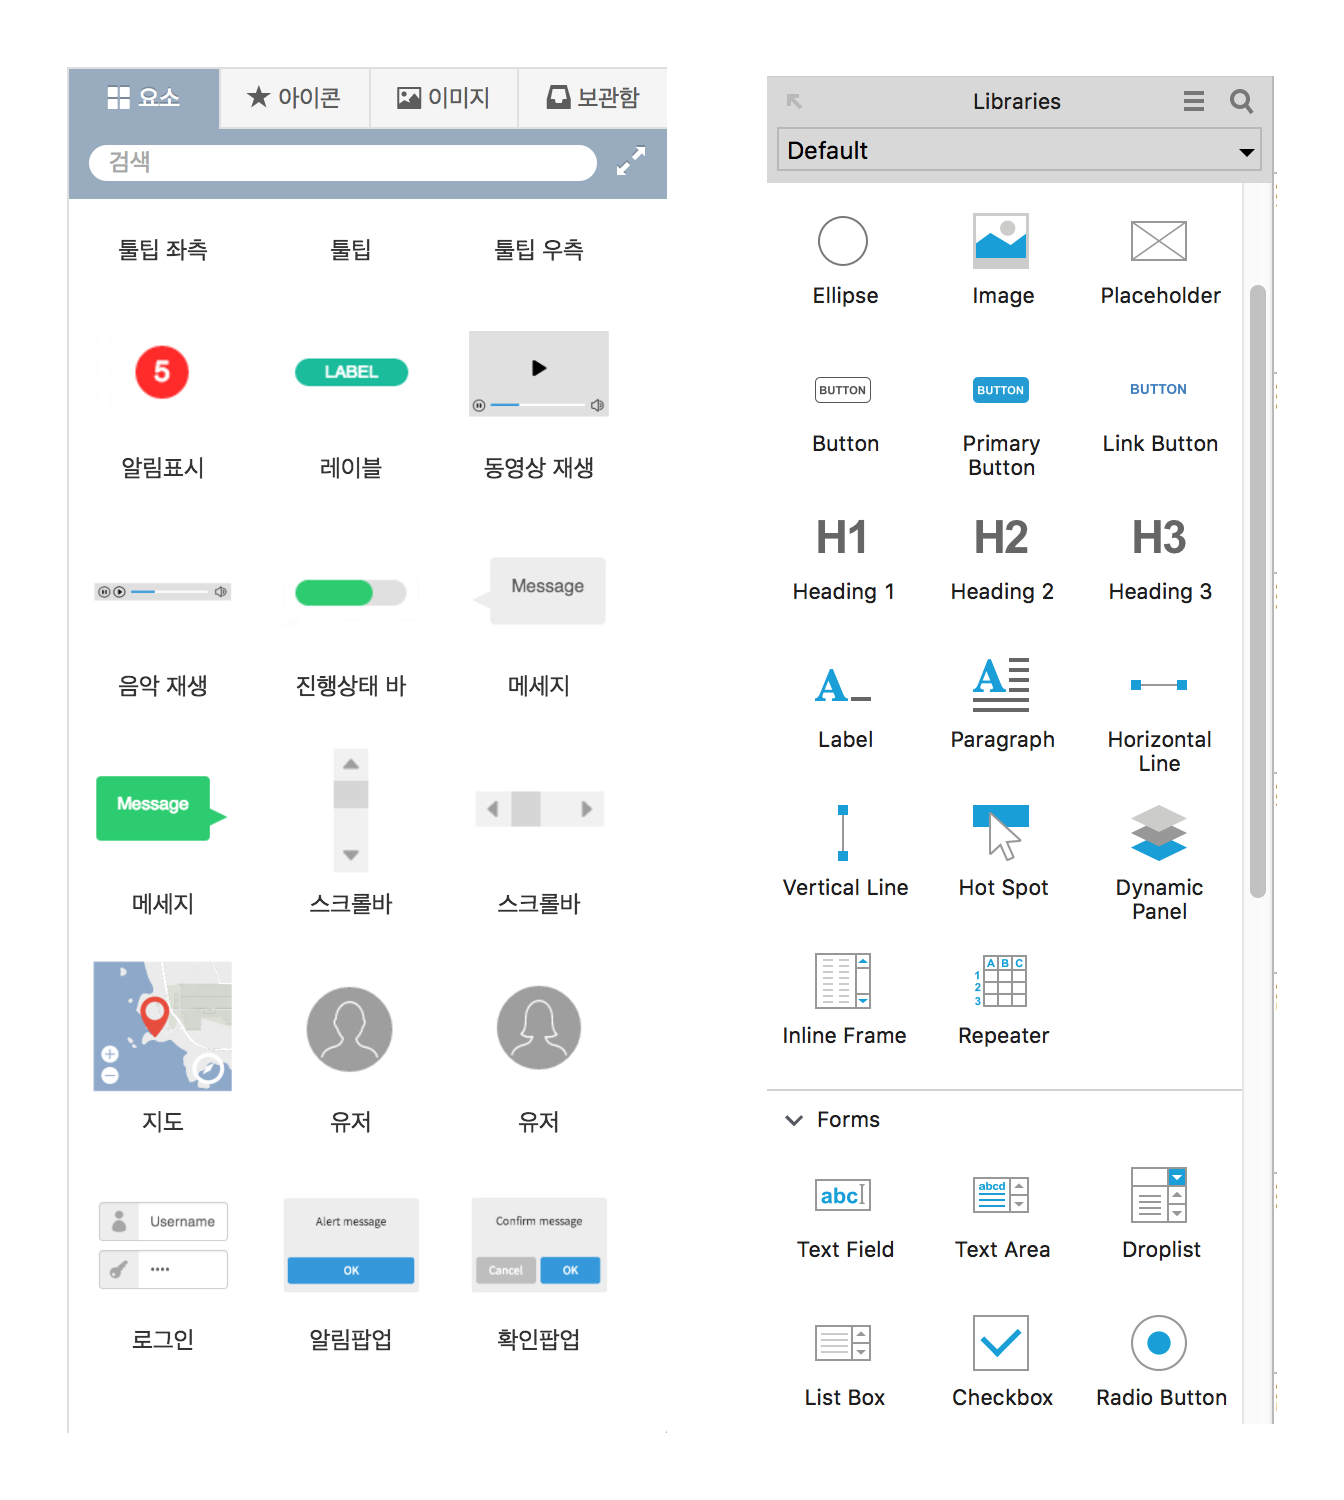 요소 아이콘 이미지 보관함
검색
툴팁 좌측 툴팁 툴팁 우측
5 LABEL
알림표시 레이블 동영상 재생
Message
음악 재생 진행상태 바 메세지
Message
메세지 스크롤바 스크롤바
지도 유저 유저
Username Alert message Confirm message
•••• OK Cancel OK
로그인 알림팝업 확인팝업
Libraries
Default
Ellipse Image Placeholder
BUTTON BUTTON BUTTON
Button Primary Button Link Button
H1 H2 H3
Heading 1 Heading 2 Heading 3
A A
Label Paragraph Horizontal Line
Vertical Line Hot Spot Dynamic Panel
A B C
1
2
3
Inline Frame Repeater
Forms
abc abcd
Text Field Text Area Droplist
List Box Checkbox Radio Button